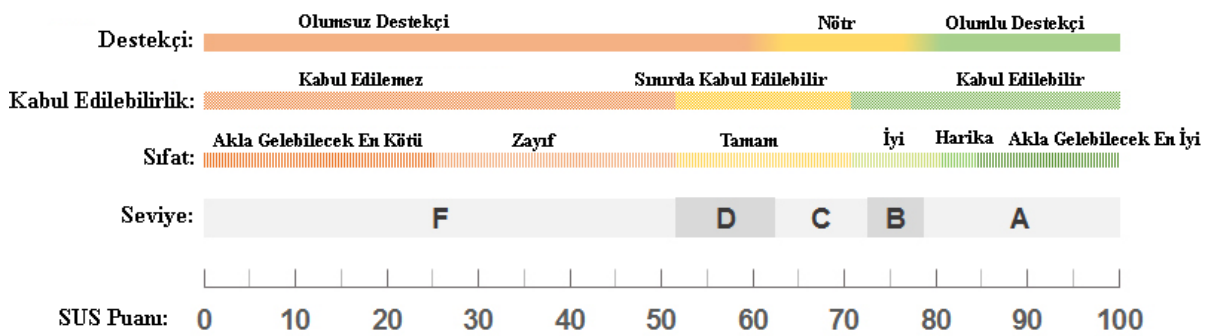 Destekçi: Olumsuz Destekçi Nötr Olumlu Destekçi
Kabul Edilebilirlik: Kabul Edilemez Sınırda Kabul Edilebilir Kabul Edilebilir
Sıfat: Akla Gelebilecek En Kötü Zayıf Tamam İyi Harika Akla Gelebilecek En İyi
Seviye: F D C B A
SUS Puanı: 0 10 20 30 40 50 60 70 80 90 100